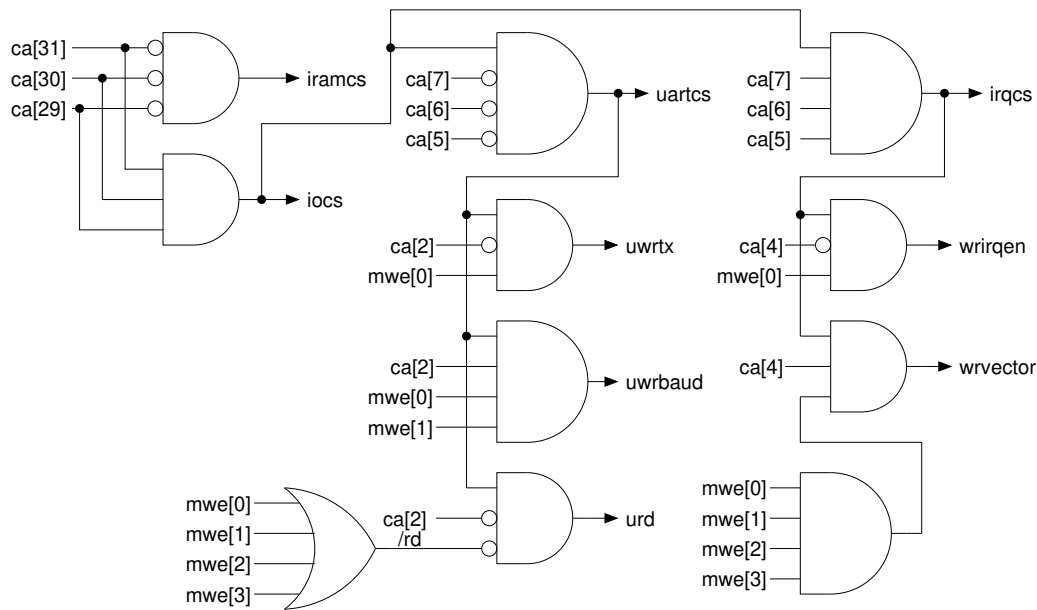 ca[31]
ca[30]
ca[29]
iramcs
iocs
ca[7]
ca[6]
ca[5]
uartcs
ca[7]
ca[6]
ca[5]
irqcs
ca[2]
mwe[0]
uwrtx
ca[4]
mwe[0]
wrirqen
ca[2]
mwe[0]
mwe[1]
uwrbaud
ca[4]
wrvector
mwe[0]
mwe[1]
mwe[2]
mwe[3]
ca[2]
/rd
urd
mwe[0]
mwe[1]
mwe[2]
mwe[3]